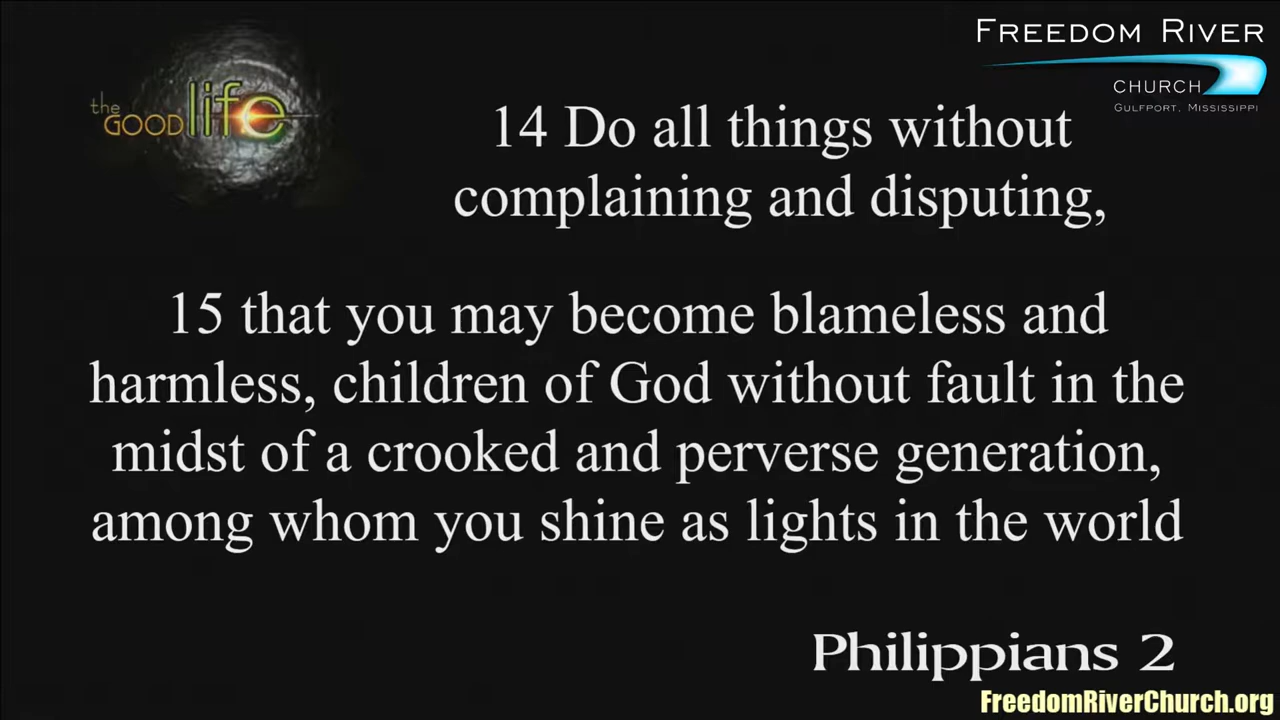 FREEDOM RIVER
CHURCH
GULFPORT, MISSISSIPPI
the
GOOD life
14 Do all things without
complaining and disputing,
15 that you may become blameless and
harmless, children of God without fault in the
midst of a crooked and perverse generation,
among whom you shine as lights in the world
Philippians 2
FreedomRiverChurch.org